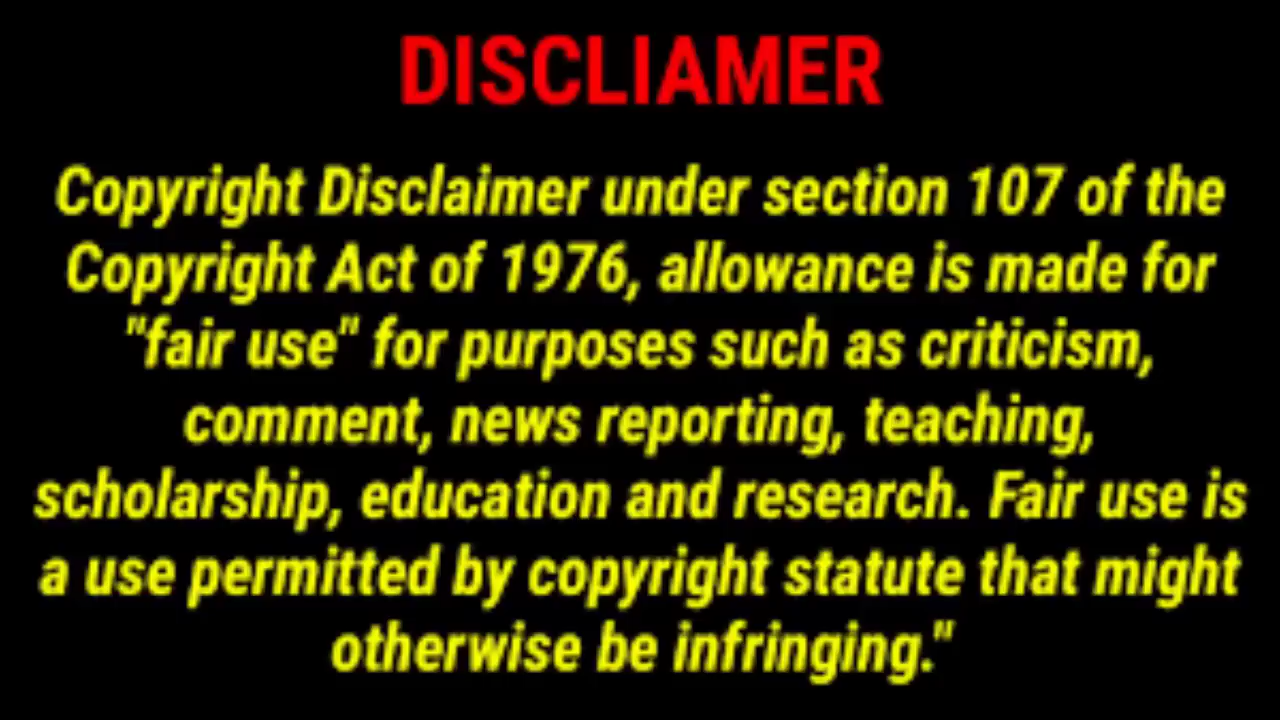 DISCLIAMER
Copyright Disclaimer under section 107 of the
Copyright Act of 1976, allowance is made for
"fair use" for purposes such as criticism,
comment, news reporting, teaching,
scholarship, education and research. Fair use is
a use permitted by copyright statute that might
otherwise be infringing."